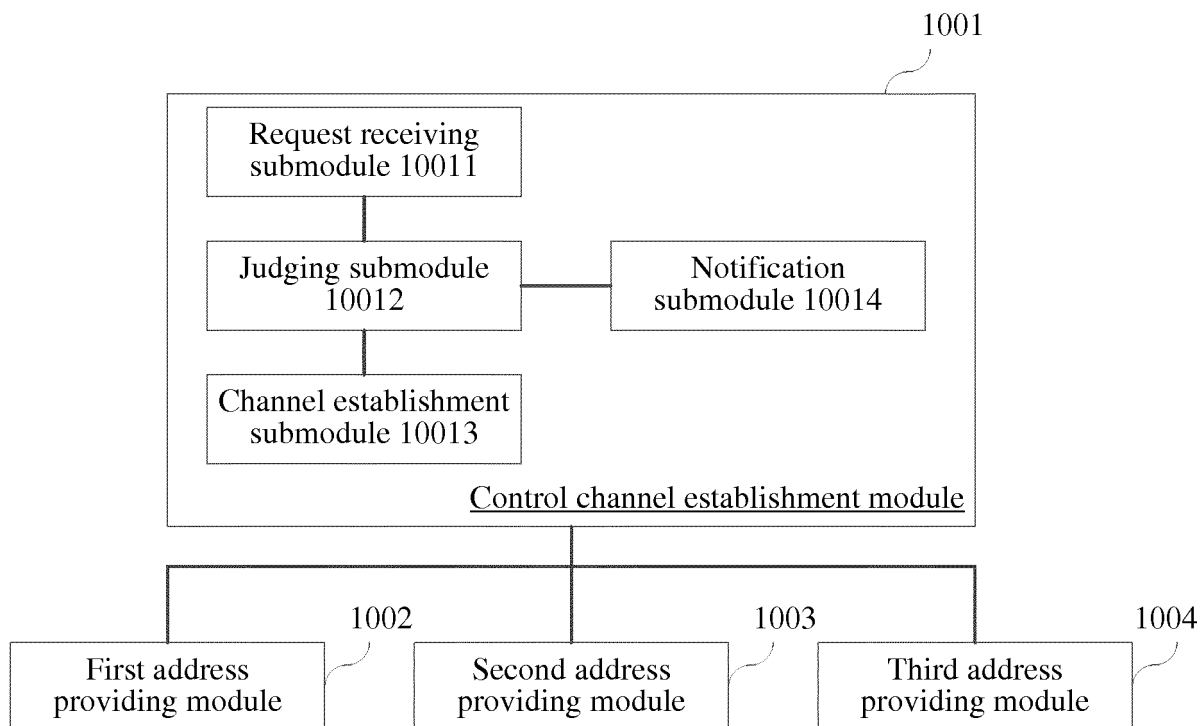 1001
Request receiving
submodule 10011
Judging submodule
10012
Notification
submodule 10014
Channel establishment
submodule 10013
Control channel establishment module
1002
1003
1004
First address
providing module
Second address
providing module
Third address
providing module